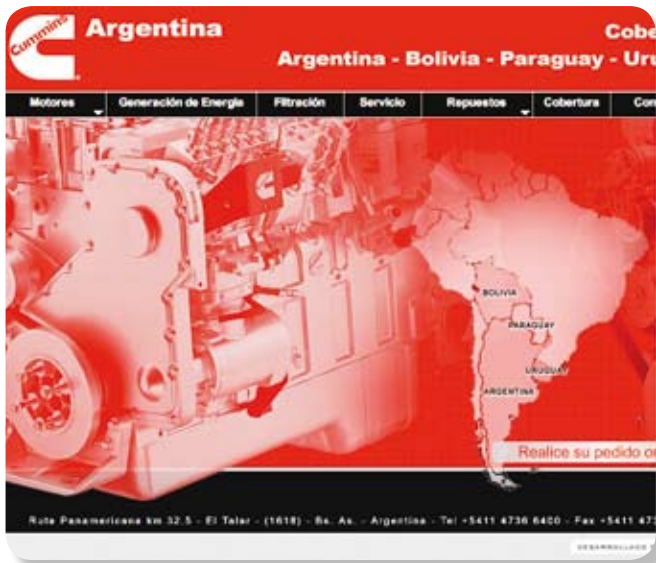 Cummins
Argentina
Cobe
Argentina - Bolivia - Paraguay - Uru
Motores Generación de Energía Filtración Servicio Repuestos Cobertura Con
BOLIVIA
PARAGUAY
URUGUAY
ARGENTINA
Realice su pedido on
Ruta Panamericana km 32.5 - El Talar - (1618) - Bs. As. - Argentina - Tel +5411 4736 6400 - Fax +5411 473